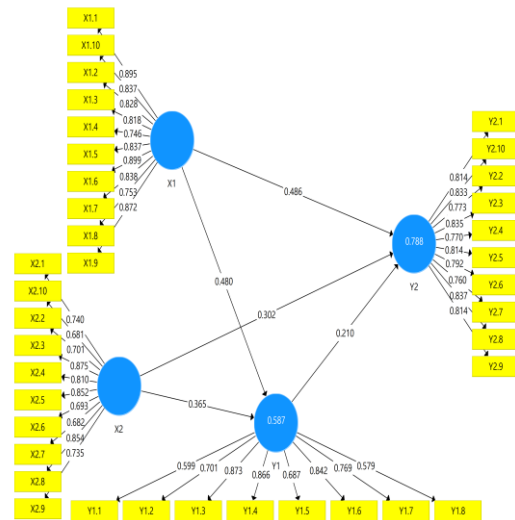 X1.1
X1.10
X1.2
X1.3
X1.4
X1.5
X1.6
X1.7
X1.8
X1.9
0.895
0.837
0.828
0.818
0.746
0.837
0.899
0.838
0.753
0.872
X1
Y2.1
Y2.10
Y2.2
Y2.3
Y2.4
Y2.5
Y2.6
Y2.7
Y2.8
Y2.9
0.814
0.833
0.773
0.835
0.770
0.814
0.792
0.760
0.837
0.814
0.788
Y2
0.486
0.480
0.302
0.210
0.365
X2.1
X2.10
X2.2
X2.3
X2.4
X2.5
X2.6
X2.7
X2.8
X2.9
0.740
0.681
0.701
0.875
0.810
0.852
0.693
0.682
0.854
0.735
X2
0.587
Y1
0.599
0.701
0.873
0.866
0.687
0.842
0.769
0.579
Y1.1
Y1.2
Y1.3
Y1.4
Y1.5
Y1.6
Y1.7
Y1.8